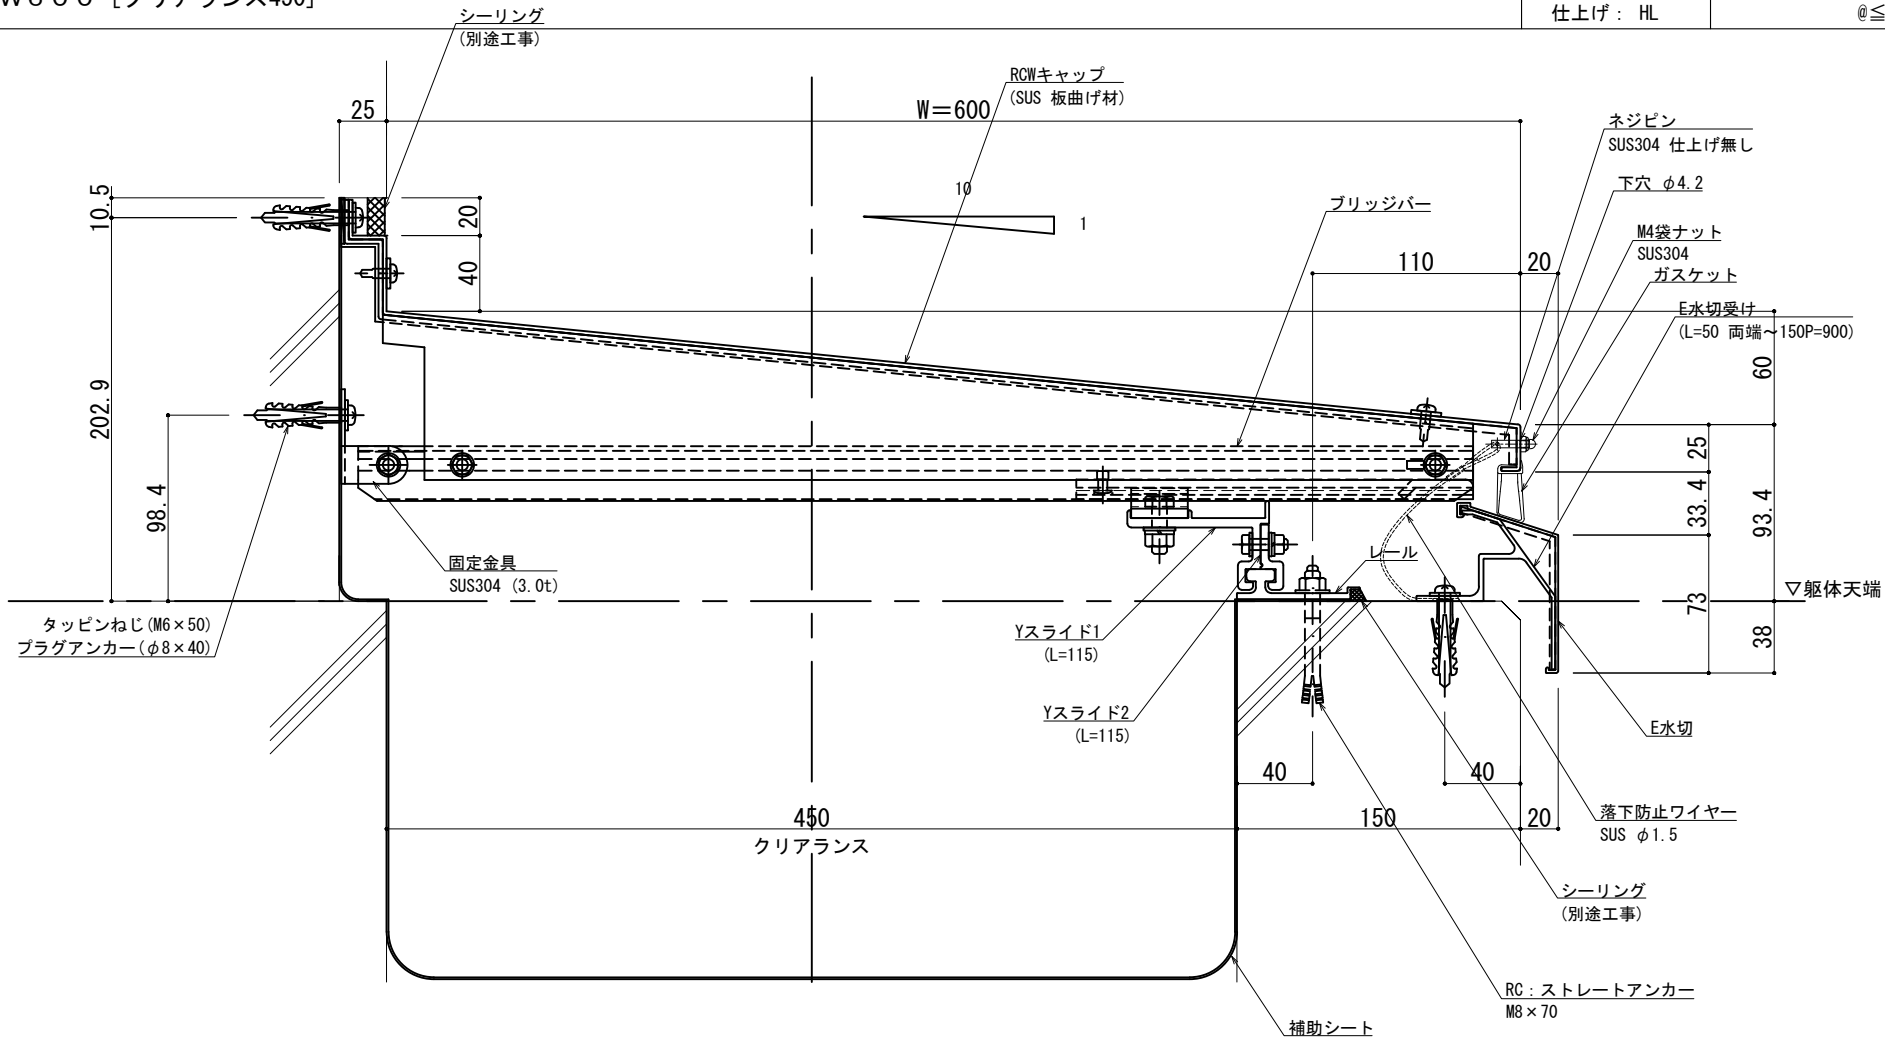 [クリアランス450]
仕上げ： HL
@≦
シーリング
(別途工事)
RCWキャップ
(SUS 板曲げ材)
25
W＝600
ネジピン
SUS304 仕上げ無し
下穴 φ4.2
10.5
20
10
1
ブリッジバー
M4袋ナット
SUS304
40
110
20
ガスケット
E水切受け
(L=50 両端～150P=900)
60
202.9
25
98.4
33.4
93.4
固定金具
SUS304 (3.0t)
レール
▽躯体天端
73
38
タッピンねじ(M6×50)
プラグアンカー(φ8×40)
Yスライド1
(L=115)
Yスライド2
(L=115)
E水切
40
40
450
クリアランス
150
20
落下防止ワイヤー
SUS φ1.5
シーリング
(別途工事)
RC：ストレートアンカー
M8×70
補助シート